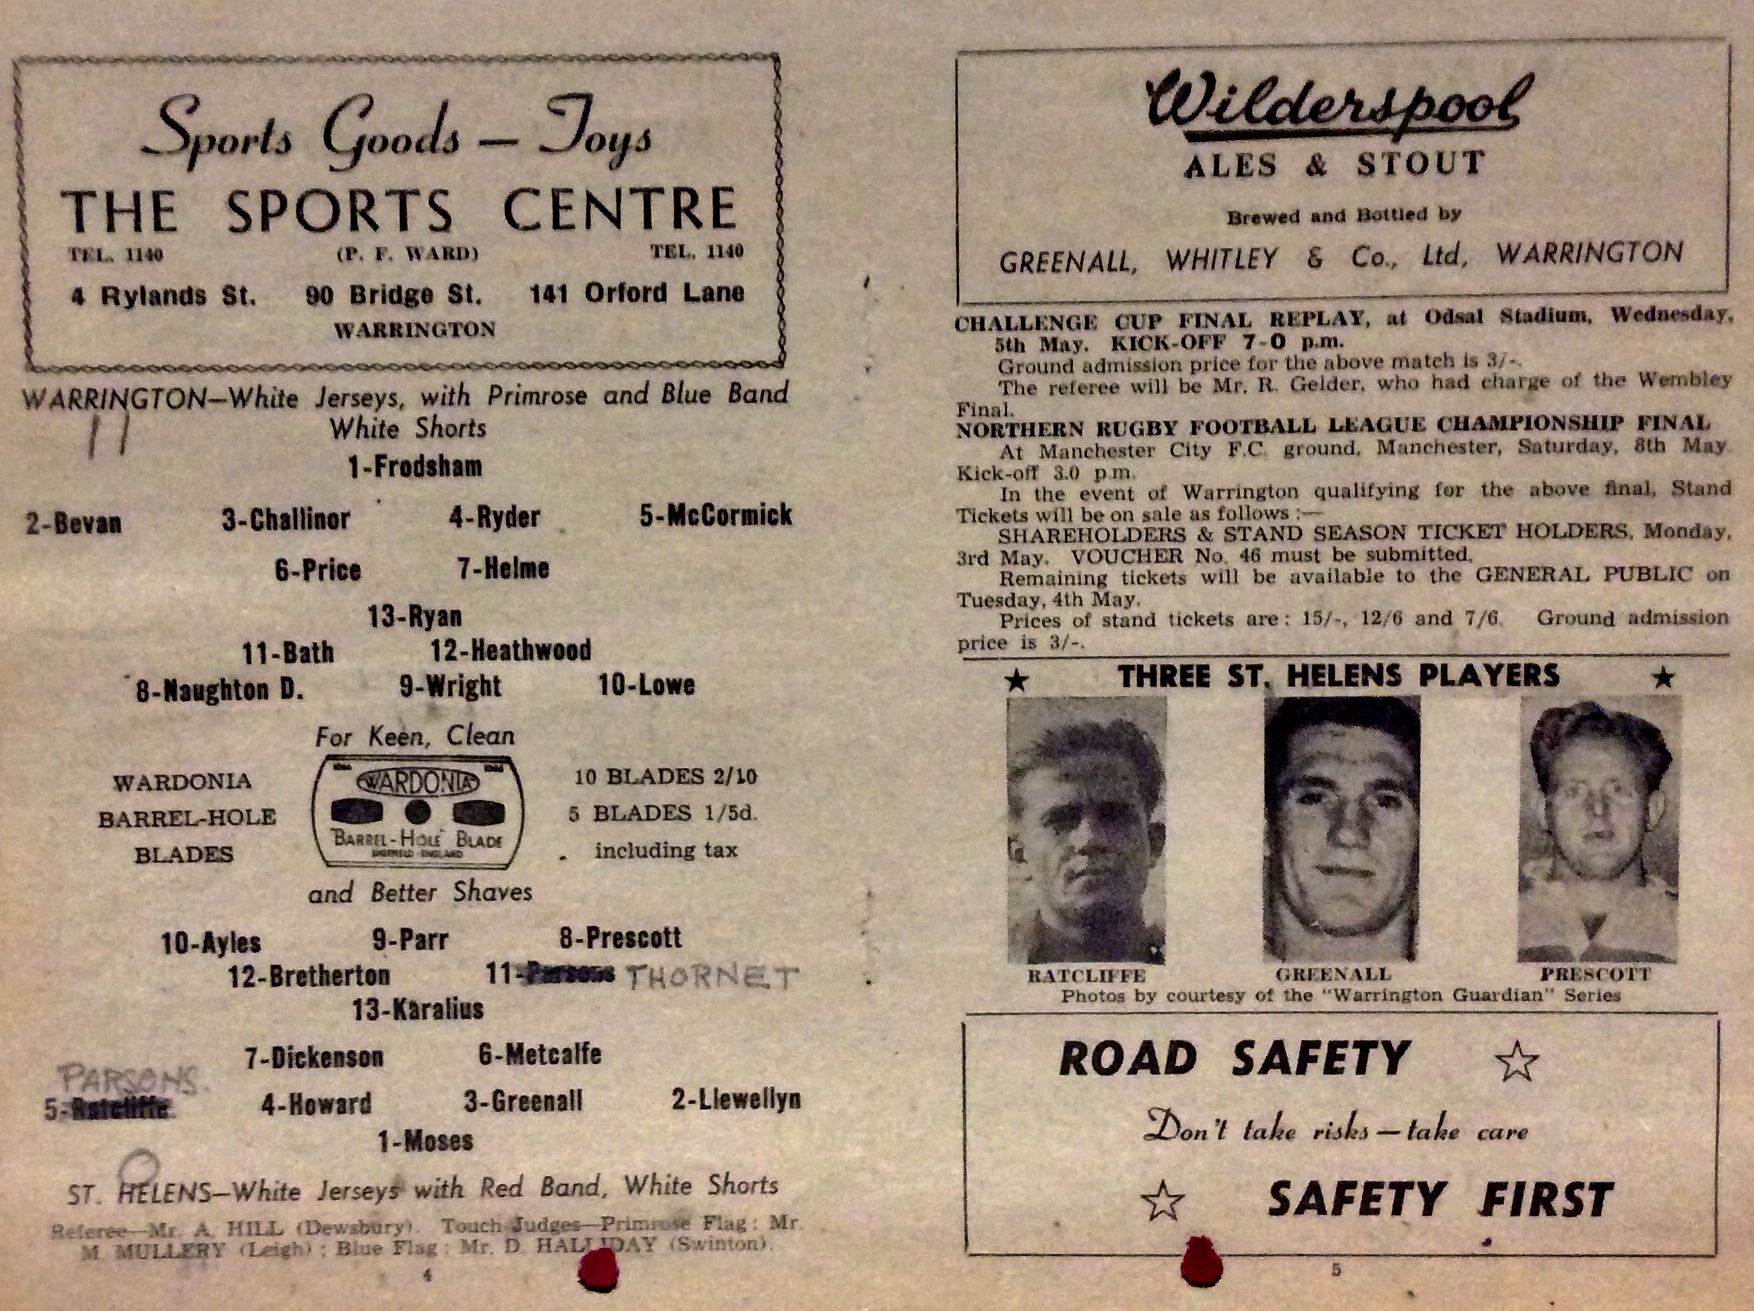 Sports Goods — Toys
THE SPORTS CENTRE
TEL. 1140 (P. F. WARD) TEL. 1140
4 Rylands St. 90 Bridge St. 141 Orford Lane
WARRINGTON
WARRINGTON—White Jerseys, with Primrose and Blue Band
White Shorts
11
1-Frodsham
2-Bevan 3-Challinor 4-Ryder 5-McCormick
6-Price 7-Helme
13-Ryan
11-Bath 12-Heathwood
8-Naughton D. 9-Wright 10-Lowe
For Keen, Clean
WARDONIA
BARREL-HOLE
BLADES
WARDONIA
BARREL-HOLE BLADE
SHEFFIELD ENGLAND
10 BLADES 2/10
5 BLADES 1/5d.
including tax
and Better Shaves
10-Ayles 9-Parr 8-Prescott
12-Bretherton 11-Parsons THORNET
13-Karalius
7-Dickenson 6-Metcalfe
PARSONS.
5-Ratcliffe 4-Howard 3-Greenall 2-Llewellyn
1-Moses
0
ST. HELENS—White Jerseys with Red Band, White Shorts
Referee—Mr. A. HILL (Dewsbury). Touch Judges—Primrose Flag: Mr.
M. MULLERY (Leigh); Blue Flag: Mr. D. HALLIDAY (Swinton).
4
Wilderspool
ALES & STOUT
Brewed and Bottled by
GREENALL, WHITLEY & Co., Ltd, WARRINGTON
CHALLENGE CUP FINAL REPLAY, at Odsal Stadium, Wednesday,
5th May. KICK-OFF 7-0 p.m.
Ground admission price for the above match is 3/-.
The referee will be Mr. R. Gelder, who had charge of the Wembley
Final.
NORTHERN RUGBY FOOTBALL LEAGUE CHAMPIONSHIP FINAL
At Manchester City F.C. ground, Manchester, Saturday, 8th May
Kick-off 3.0 p.m.
In the event of Warrington qualifying for the above final, Stand
Tickets will be on sale as follows :—
SHAREHOLDERS & STAND SEASON TICKET HOLDERS, Monday,
3rd May. VOUCHER No. 46 must be submitted.
Remaining tickets will be available to the GENERAL PUBLIC on
Tuesday, 4th May.
Prices of stand tickets are: 15/-, 12/6 and 7/6. Ground admission
price is 3/-.
★ THREE ST. HELENS PLAYERS ★
RATCLIFFE GREENALL PRESCOTT
Photos by courtesy of the "Warrington Guardian" Series
ROAD SAFETY ☆
Don't take risks—take care
☆ SAFETY FIRST
5